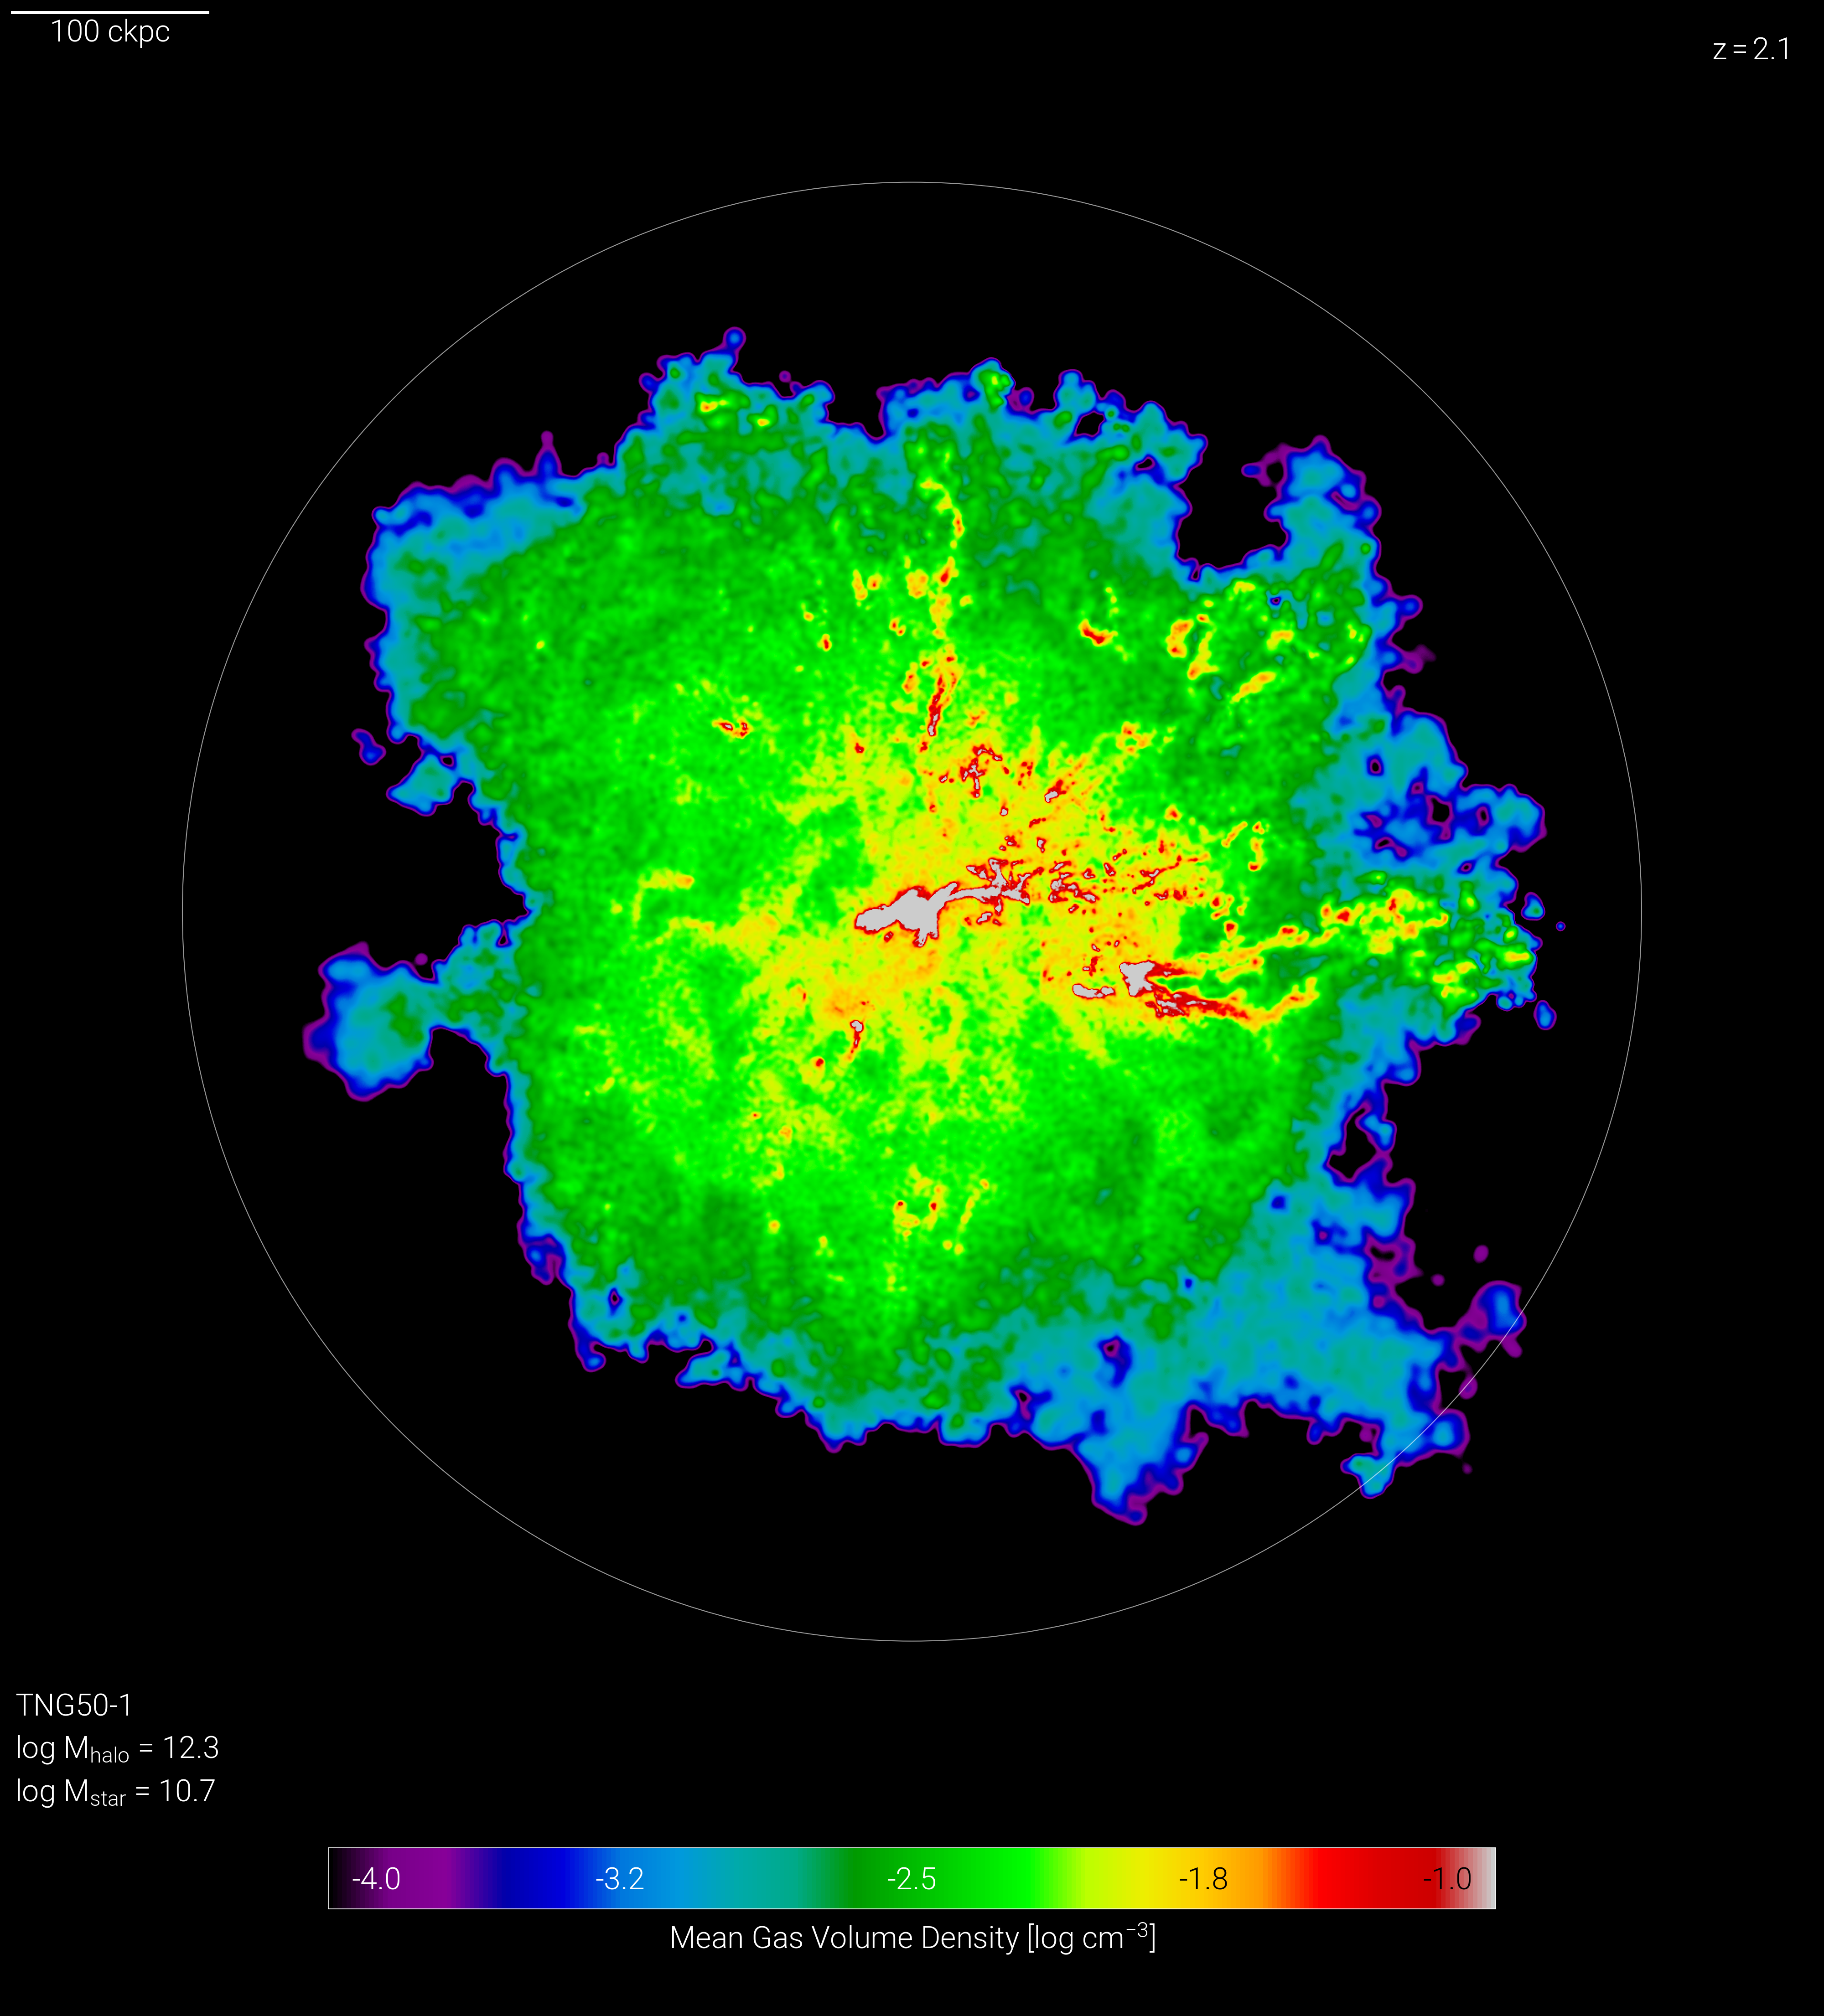 100 ckpc
z = 2.1
TNG50-1
log Mhalo = 12.3
log Mstar = 10.7
-4.0 -3.2 -2.5 -1.8 -1.0
Mean Gas Volume Density [log cm⁻³]